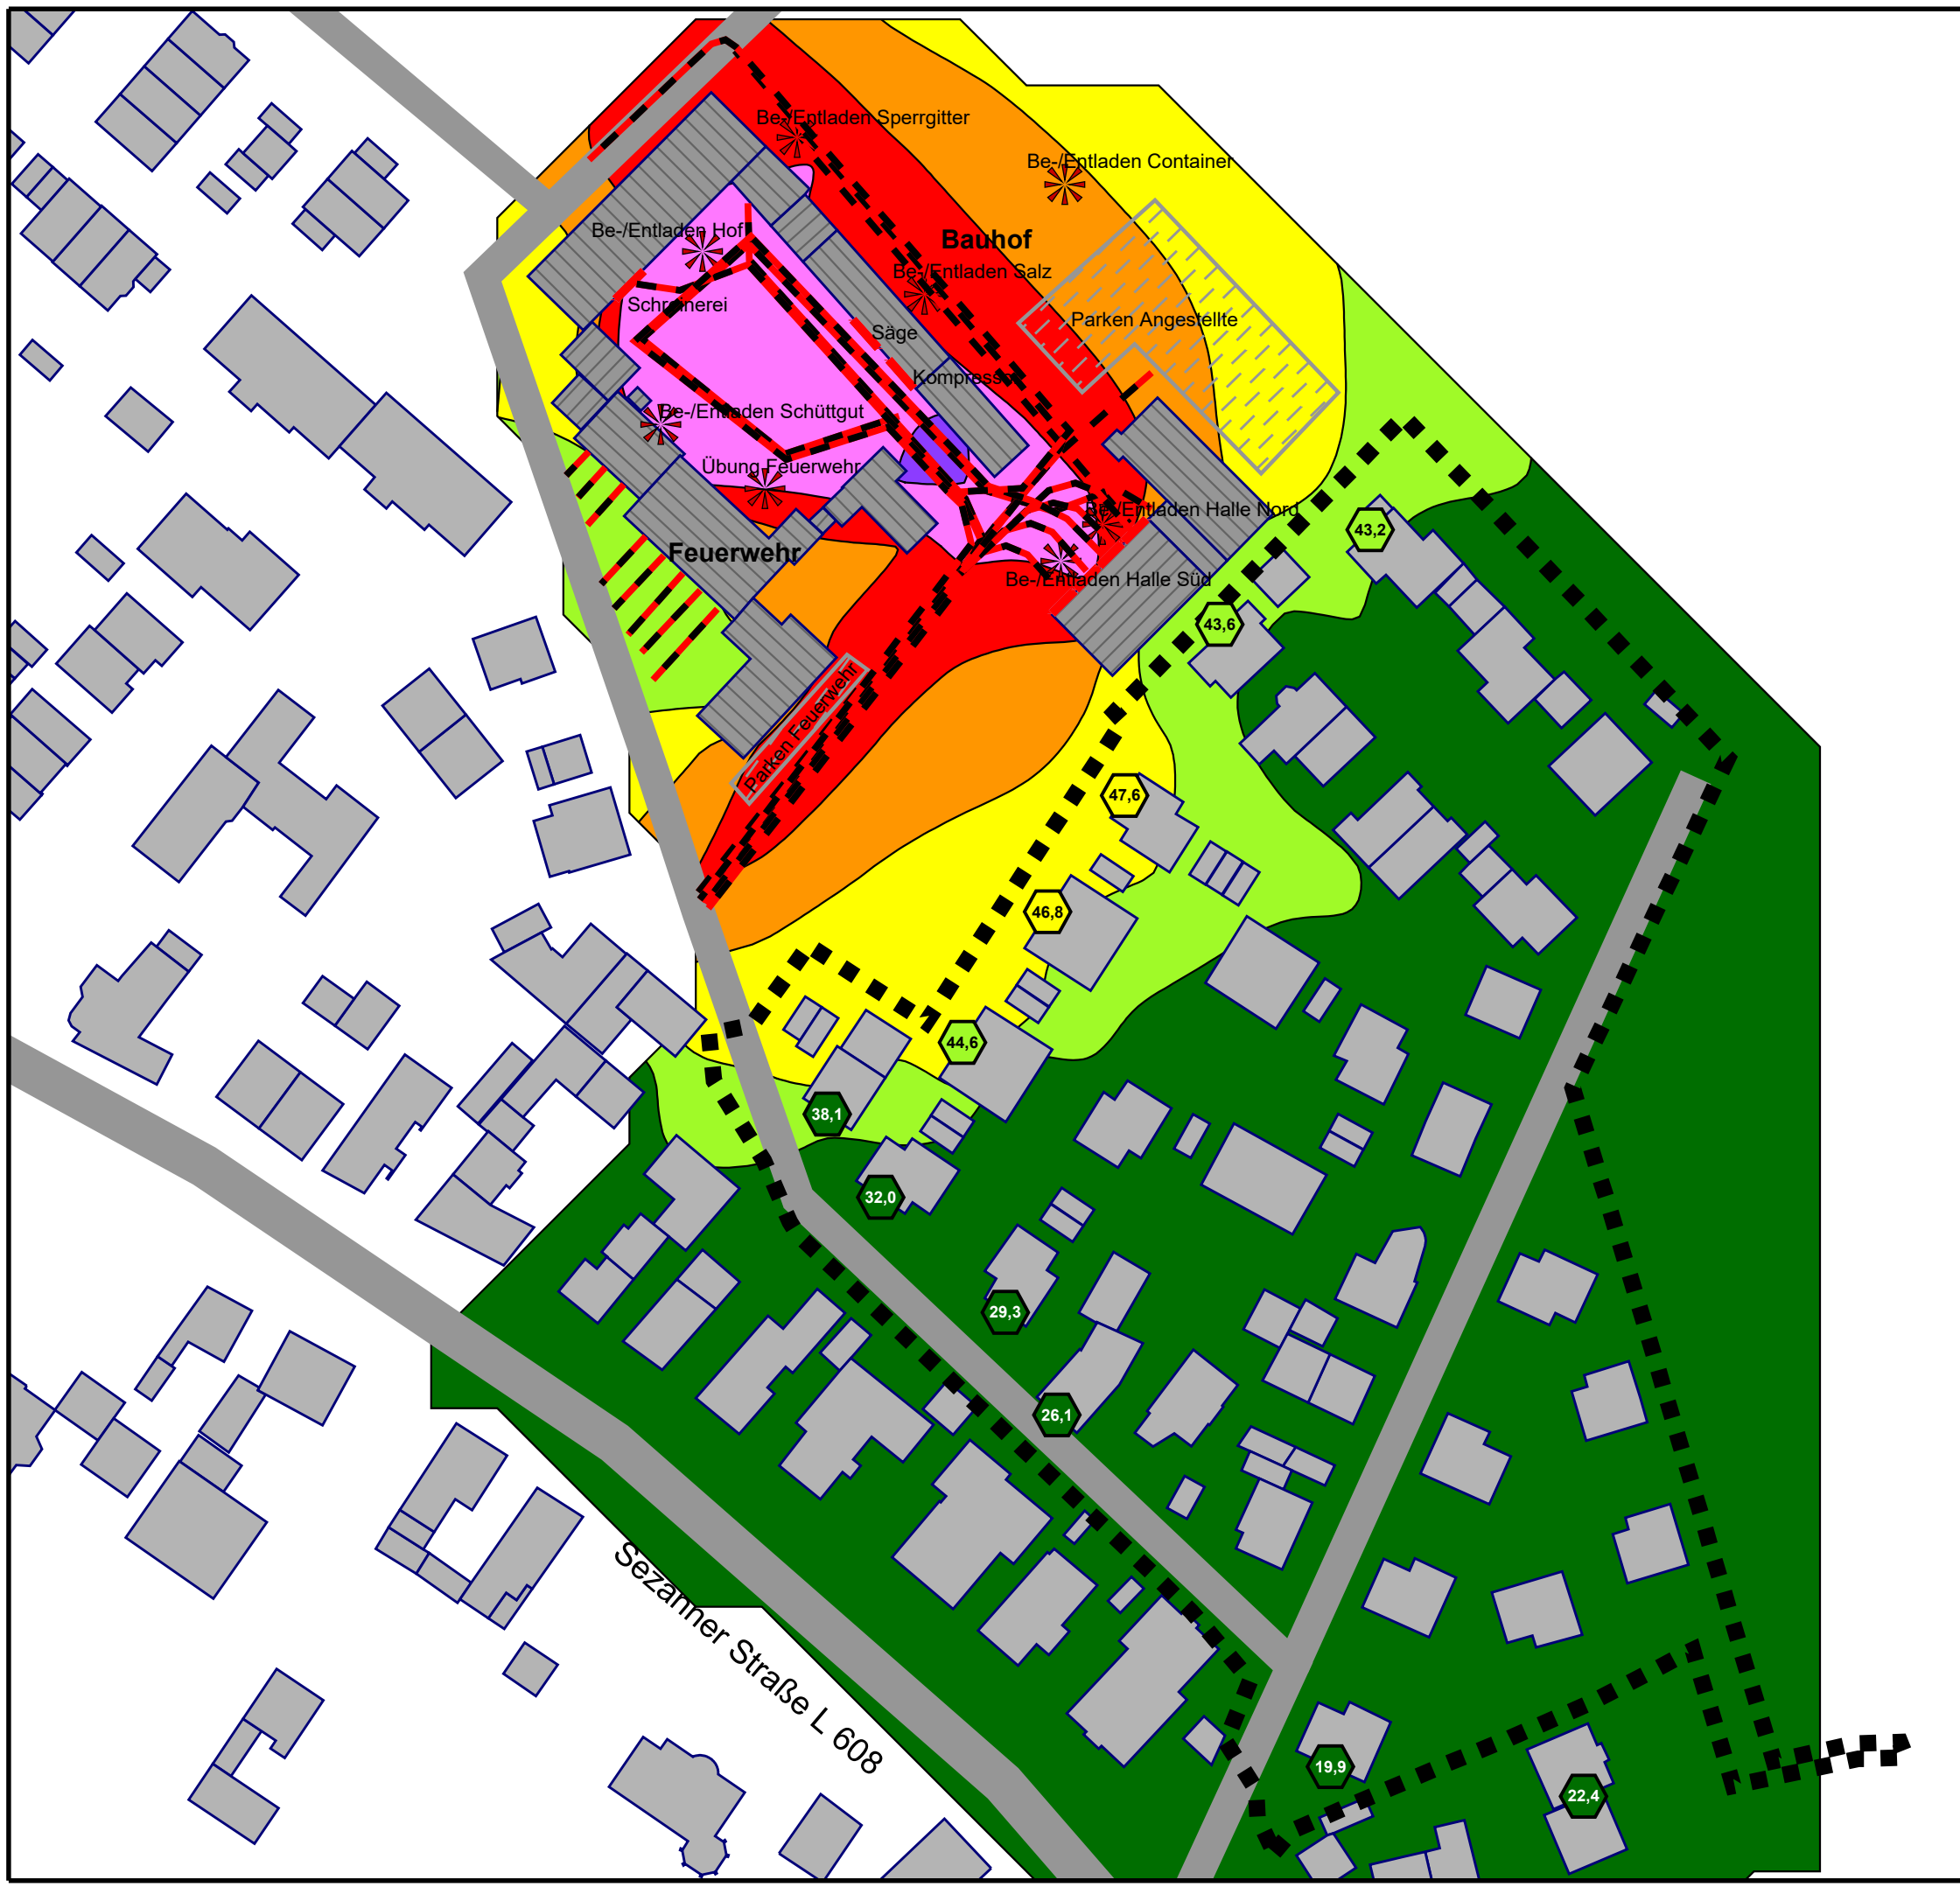 Be-/Entladen Sperrgitter
Be-/Entladen Container
Be-/Entladen Hof
Bauhof
Be-/Entladen Salz
Schreinerei
Parken Angestellte
Säge
Kompressor
Be-/Entladen Schüttgut
Übung Feuerwehr
Be-/Entladen Halle Nord
43,2
Feuerwehr
Be-/Entladen Halle Süd
43,6
Parken Feuerwehr
47,6
46,8
44,6
38,1
32,0
29,3
26,1
Sezanner Straße L 608
19,9
22,4